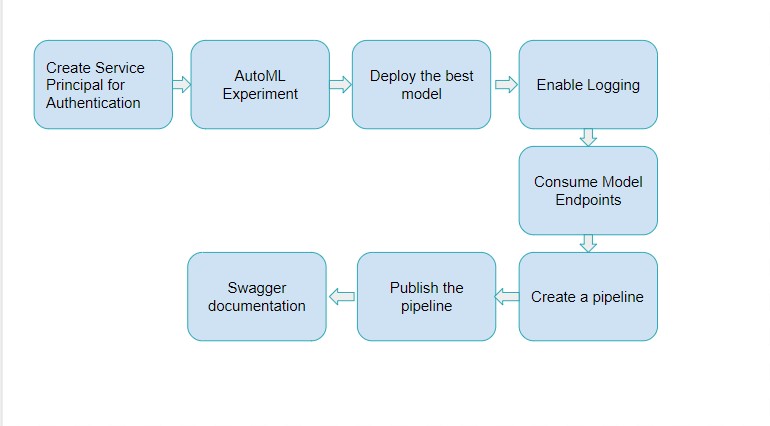 Create Service
Principal for
Authentication
AutoML
Experiment
Deploy the best
model
Enable Logging
Consume Model
Endpoints
Create a pipeline
Publish the
pipeline
Swagger
documentation